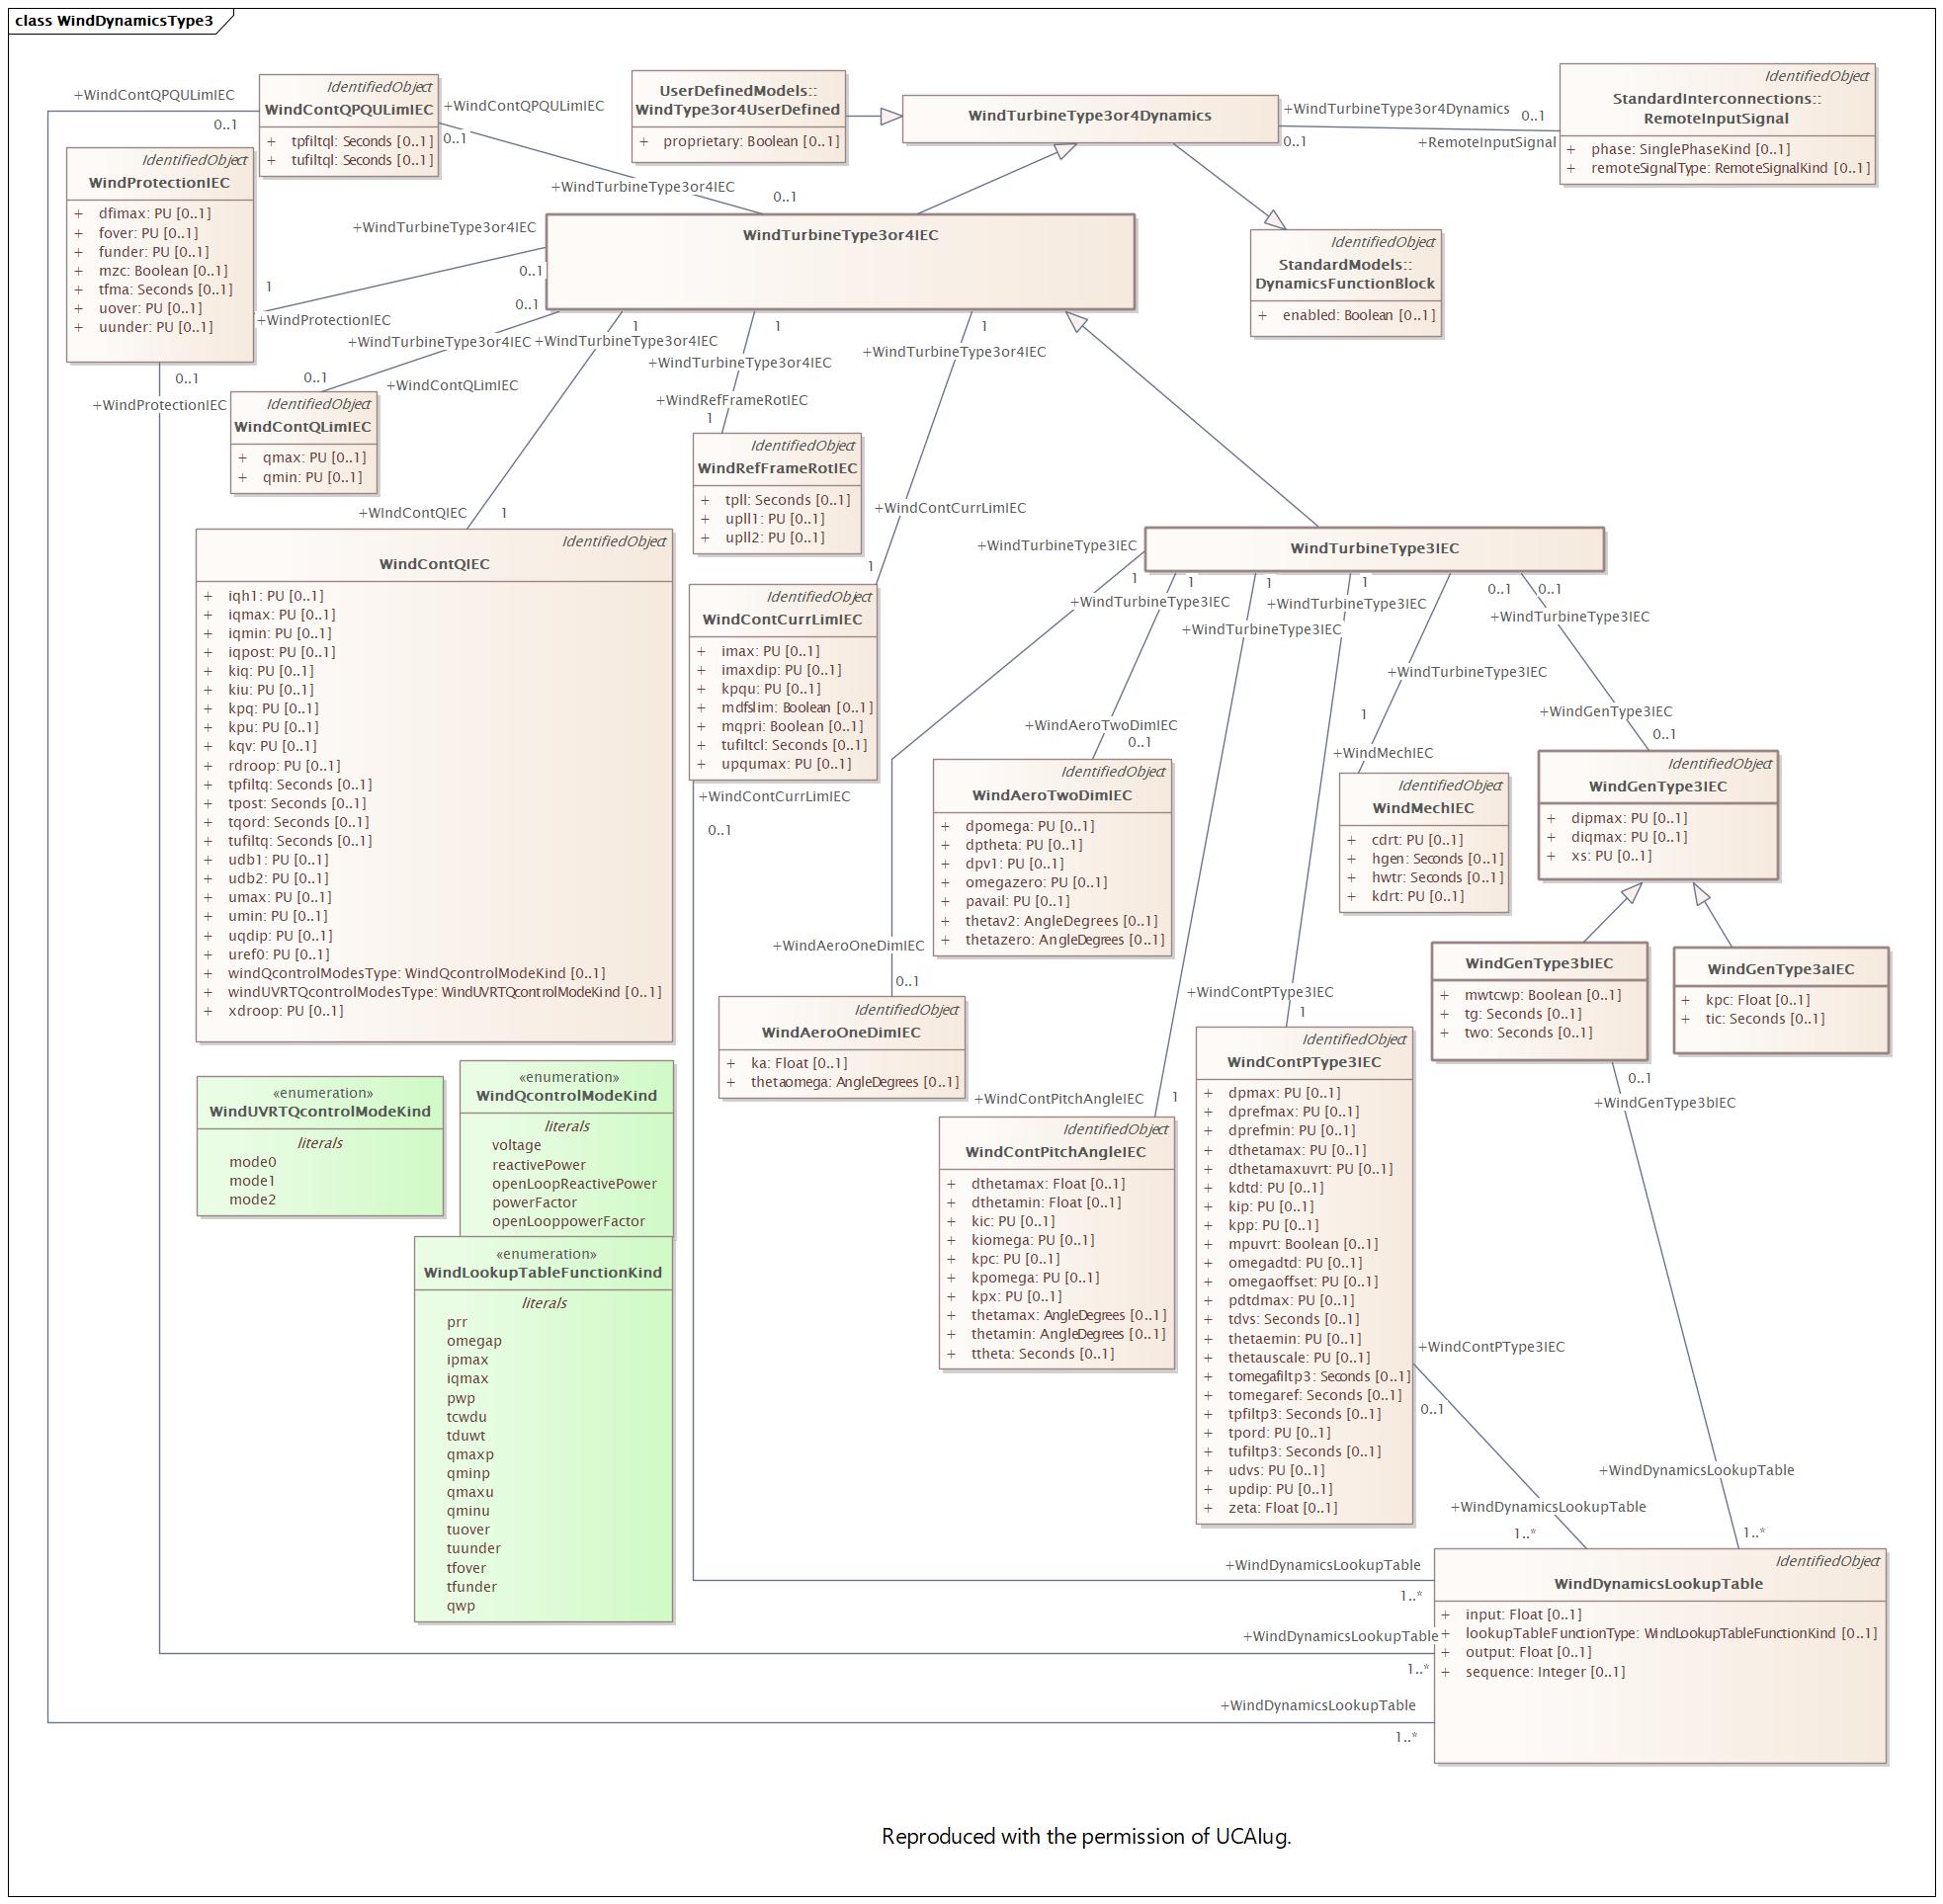 class WindDynamicsType3
+WindContQPQULimIEC
0..1
IdentifiedObject
WindContQPQULimIEC
+ tpfiltql: Seconds [0..1]
+ tufiltql: Seconds [0..1]
+WindContQPQULimIEC
0..1
UserDefinedModels::
WindType3or4UserDefined
+ proprietary: Boolean [0..1]
WindTurbineType3or4Dynamics
+WindTurbineType3or4Dynamics
0..1
0..1
+RemoteInputSignal
IdentifiedObject
StandardInterconnections::
RemoteInputSignal
+ phase: SinglePhaseKind [0..1]
+ remoteSignalType: RemoteSignalKind [0..1]
IdentifiedObject
WindProtectionIEC
+ dfimax: PU [0..1]
+ fover: PU [0..1]
+ funder: PU [0..1]
+ mzc: Boolean [0..1]
+ tfma: Seconds [0..1]
+ uover: PU [0..1]
+ uunder: PU [0..1]
+WindTurbineType3or4IEC
0..1
WindTurbineType3or4IEC
IdentifiedObject
StandardModels::
DynamicsFunctionBlock
+ enabled: Boolean [0..1]
+WindTurbineType3or4IEC
0..1
1
+WindProtectionIEC
0..1
+WindTurbineType3or4IEC
0..1
+WindContQLimIEC
0..1
+WindProtectionIEC
IdentifiedObject
WindContQLimIEC
+ qmax: PU [0..1]
+ qmin: PU [0..1]
1
+WindTurbineType3or4IEC
+WindContQIEC
1
1
+WindTurbineType3or4IEC
+WindRefFrameRotIEC
1
IdentifiedObject
WindRefFrameRotIEC
+ tpll: Seconds [0..1]
+ upll1: PU [0..1]
+ upll2: PU [0..1]
1
+WindTurbineType3or4IEC
+WindContCurrLimIEC
1
IdentifiedObject
WindContQIEC
+ iqh1: PU [0..1]
+ iqmax: PU [0..1]
+ iqmin: PU [0..1]
+ iqpost: PU [0..1]
+ kiq: PU [0..1]
+ kiu: PU [0..1]
+ kpq: PU [0..1]
+ kpu: PU [0..1]
+ kqv: PU [0..1]
+ rdroop: PU [0..1]
+ tpfiltq: Seconds [0..1]
+ tpost: Seconds [0..1]
+ tqord: Seconds [0..1]
+ tufiltq: Seconds [0..1]
+ udb1: PU [0..1]
+ udb2: PU [0..1]
+ umax: PU [0..1]
+ umin: PU [0..1]
+ uqdip: PU [0..1]
+ uref0: PU [0..1]
+ windQcontrolModesType: WindQcontrolModeKind [0..1]
+ windUVRTQcontrolModesType: WindUVRTQcontrolModeKind [0..1]
+ xdroop: PU [0..1]
IdentifiedObject
WindContCurrLimIEC
+ imax: PU [0..1]
+ imaxdip: PU [0..1]
+ kpqu: PU [0..1]
+ mdfslim: Boolean [0..1]
+ mqpri: Boolean [0..1]
+ tufiltcl: Seconds [0..1]
+ upqumax: PU [0..1]
+WindContCurrLimIEC
0..1
WindTurbineType3IEC
+WindTurbineType3IEC
1
1
+WindTurbineType3IEC
1
+WindTurbineType3IEC
1
+WindTurbineType3IEC
0..1
+WindTurbineType3IEC
0..1
+WindTurbineType3IEC
+WindAeroTwoDimIEC
0..1
1
+WindMechIEC
+WindGenType3IEC
0..1
IdentifiedObject
WindAeroTwoDimIEC
+ dpomega: PU [0..1]
+ dptheta: PU [0..1]
+ dpv1: PU [0..1]
+ omegazero: PU [0..1]
+ pavail: PU [0..1]
+ thetav2: AngleDegrees [0..1]
+ thetazero: AngleDegrees [0..1]
IdentifiedObject
WindMechIEC
+ cdrt: PU [0..1]
+ hgen: Seconds [0..1]
+ hwtr: Seconds [0..1]
+ kdrt: PU [0..1]
IdentifiedObject
WindGenType3IEC
+ dipmax: PU [0..1]
+ diqmax: PU [0..1]
+ xs: PU [0..1]
+WindAeroOneDimIEC
0..1
IdentifiedObject
WindAeroOneDimIEC
+ ka: Float [0..1]
+ thetaomega: AngleDegrees [0..1]
+WindContPType3IEC
1
WindGenType3bIEC
+ mwtcwp: Boolean [0..1]
+ tg: Seconds [0..1]
+ two: Seconds [0..1]
WindGenType3aIEC
+ kpc: Float [0..1]
+ tic: Seconds [0..1]
0..1
+WindGenType3bIEC
«enumeration»
WindUVRTQcontrolModeKind
literals
mode0
mode1
mode2
«enumeration»
WindQcontrolModeKind
literals
voltage
reactivePower
openLoopReactivePower
powerFactor
openLooppowerFactor
«enumeration»
WindLookupTableFunctionKind
literals
prr
omegap
ipmax
iqmax
pwp
tcwdu
tduwt
qmaxp
qminp
qmaxu
qminu
tuover
tuunder
tfover
tfunder
qwp
+WindContPitchAngleIEC
1
IdentifiedObject
WindContPitchAngleIEC
+ dthetamax: Float [0..1]
+ dthetamin: Float [0..1]
+ kic: PU [0..1]
+ kiomega: PU [0..1]
+ kpc: PU [0..1]
+ kpomega: PU [0..1]
+ kpx: PU [0..1]
+ thetamax: AngleDegrees [0..1]
+ thetamin: AngleDegrees [0..1]
+ ttheta: Seconds [0..1]
IdentifiedObject
WindContPType3IEC
+ dpmax: PU [0..1]
+ dprefmax: PU [0..1]
+ dprefmin: PU [0..1]
+ dthetamax: PU [0..1]
+ dthetamaxuvrt: PU [0..1]
+ kdtd: PU [0..1]
+ kip: PU [0..1]
+ kpp: PU [0..1]
+ mpuvrt: Boolean [0..1]
+ omegadtd: PU [0..1]
+ omegaoffset: PU [0..1]
+ pdtdmax: PU [0..1]
+ tdvs: Seconds [0..1]
+ thetaemin: PU [0..1]
+ thetauscale: PU [0..1]
+ tomegafiltp3: Seconds [0..1]
+ tomegaref: Seconds [0..1]
+ tpfiltp3: Seconds [0..1]
+ tpord: PU [0..1]
+ tufiltp3: Seconds [0..1]
+ udvs: PU [0..1]
+ updip: PU [0..1]
+ zeta: Float [0..1]
+WindContPType3IEC
0..1
+WindDynamicsLookupTable
1..*
+WindDynamicsLookupTable
1..*
+WindDynamicsLookupTable
1..*
+WindDynamicsLookupTable
1..*
+WindDynamicsLookupTable
1..*
IdentifiedObject
WindDynamicsLookupTable
+ input: Float [0..1]
+ lookupTableFunctionType: WindLookupTableFunctionKind [0..1]
+ output: Float [0..1]
+ sequence: Integer [0..1]
Reproduced with the permission of UCAIug.